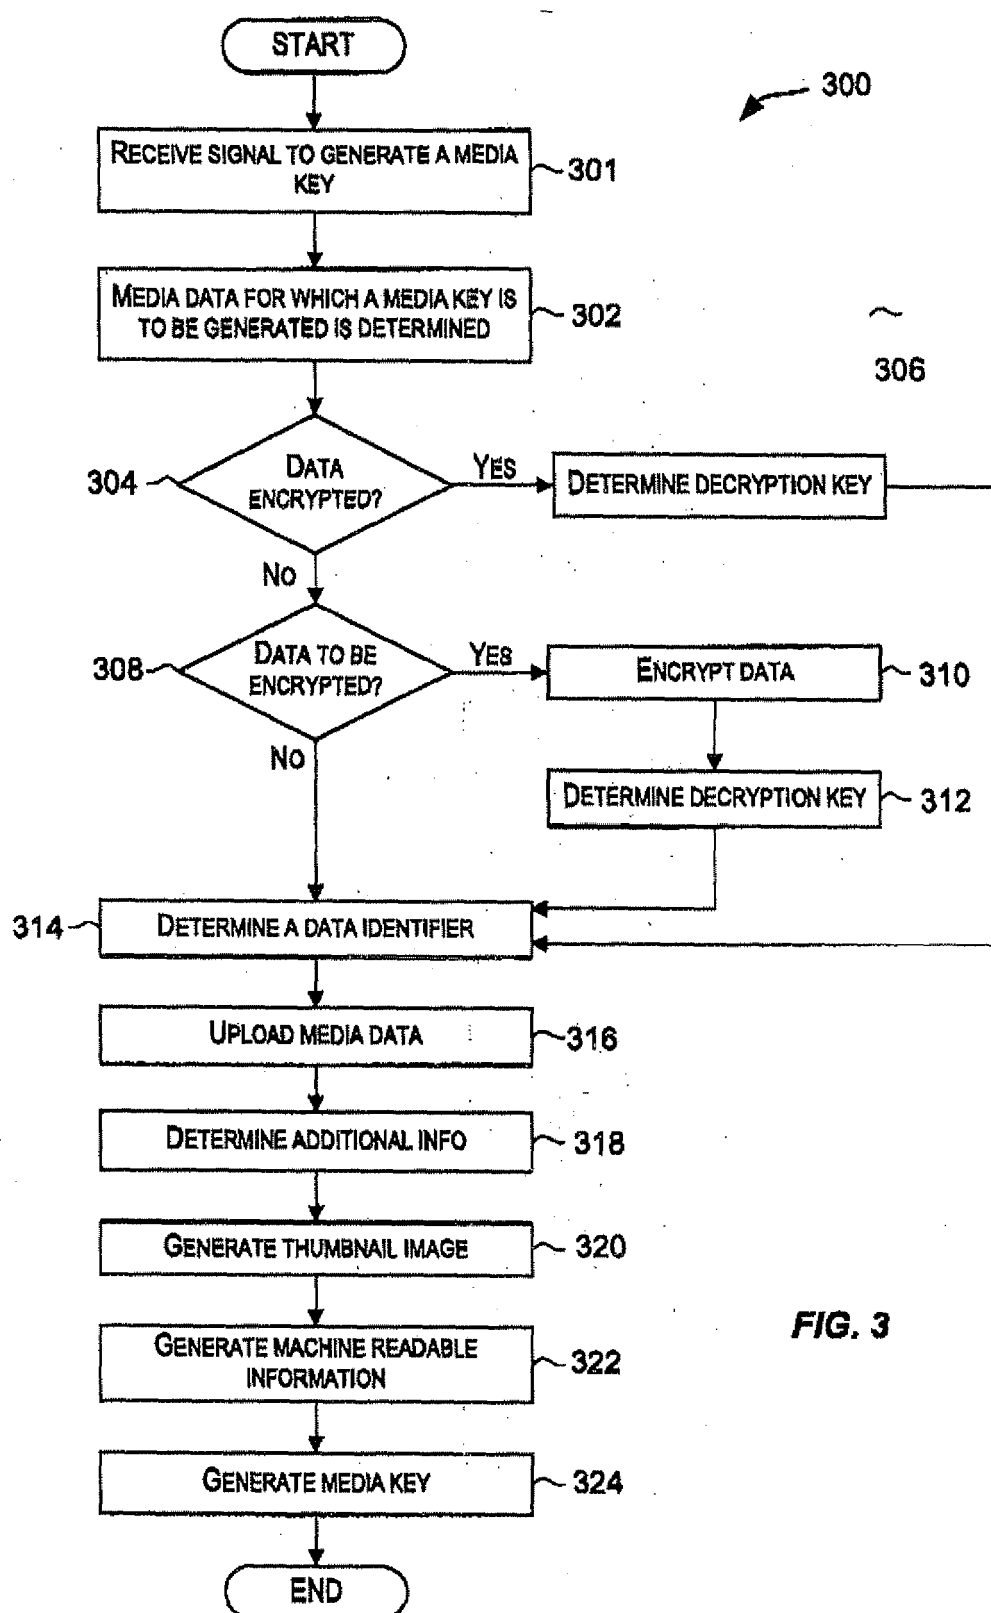 START
300
RECEIVE SIGNAL TO GENERATE A MEDIA
KEY
301
MEDIA DATA FOR WHICH A MEDIA KEY IS
TO BE GENERATED IS DETERMINED
302
306
304
DATA
ENCRYPTED?
YES
DETERMINE DECRYPTION KEY
NO
308
DATA TO BE
ENCRYPTED?
YES
ENCRYPT DATA
310
NO
DETERMINE DECRYPTION KEY
312
314
DETERMINE A DATA IDENTIFIER
UPLOAD MEDIA DATA
316
DETERMINE ADDITIONAL INFO
318
GENERATE THUMBNAIL IMAGE
320
FIG. 3
GENERATE MACHINE READABLE
INFORMATION
322
GENERATE MEDIA KEY
324
END